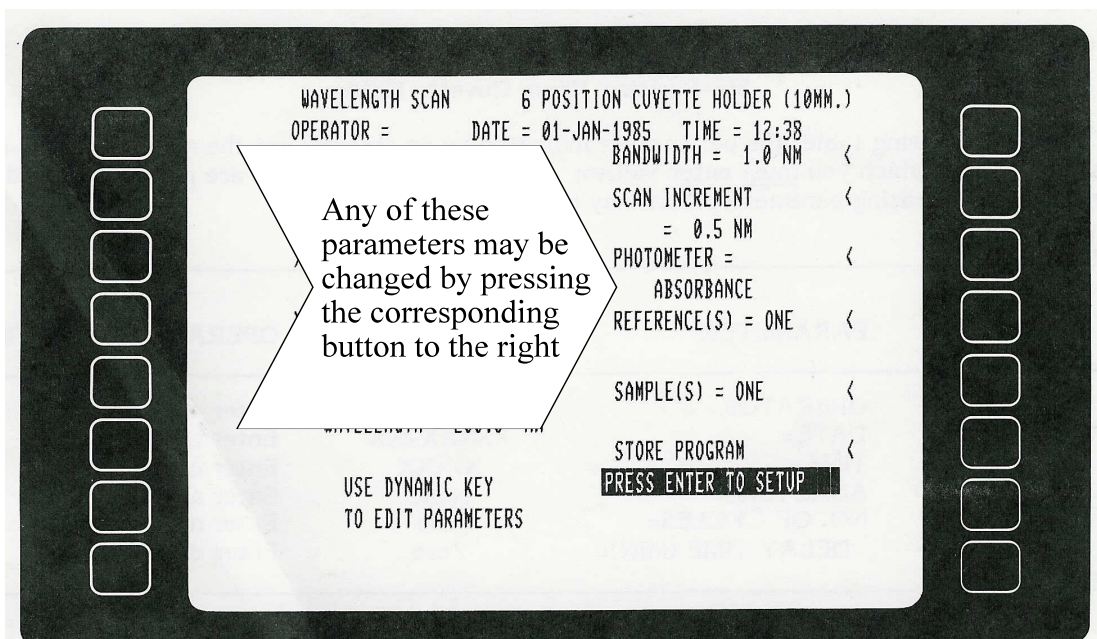 WAVELENGTH SCAN 6 POSITION CUVETTE HOLDER (10MM.)
OPERATOR = DATE = 01-JAN-1985 TIME = 12:38
BANDWIDTH = 1.0 NM <
SCAN INCREMENT <
= 0.5 NM
PHOTOMETER = <
ABSORBANCE
REFERENCE(S) = ONE <
SAMPLE(S) = ONE <
STORE PROGRAM <
PRESS ENTER TO SETUP
Any of these
parameters may be
changed by pressing
the corresponding
button to the right
USE DYNAMIC KEY
TO EDIT PARAMETERS